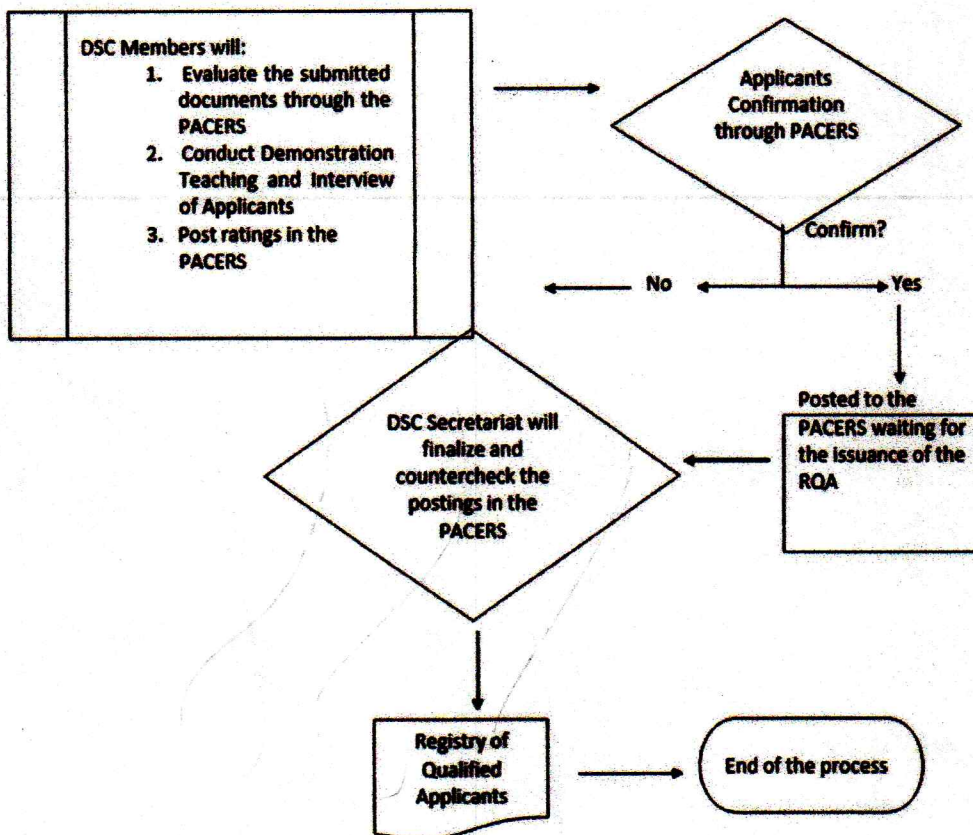 DSC Members will:
1. Evaluate the submitted
documents through the
PACERS
2. Conduct Demonstration
Teaching and Interview
of Applicants
3. Post ratings in the
PACERS
Applicants
Confirmation
through PACERS
Confirm?
No
Yes
Posted to the
PACERS waiting for
the issuance of the
RQA
DSC Secretariat will
finalize and
countercheck the
postings in the
PACERS
Registry of
Qualified
Applicants
End of the process